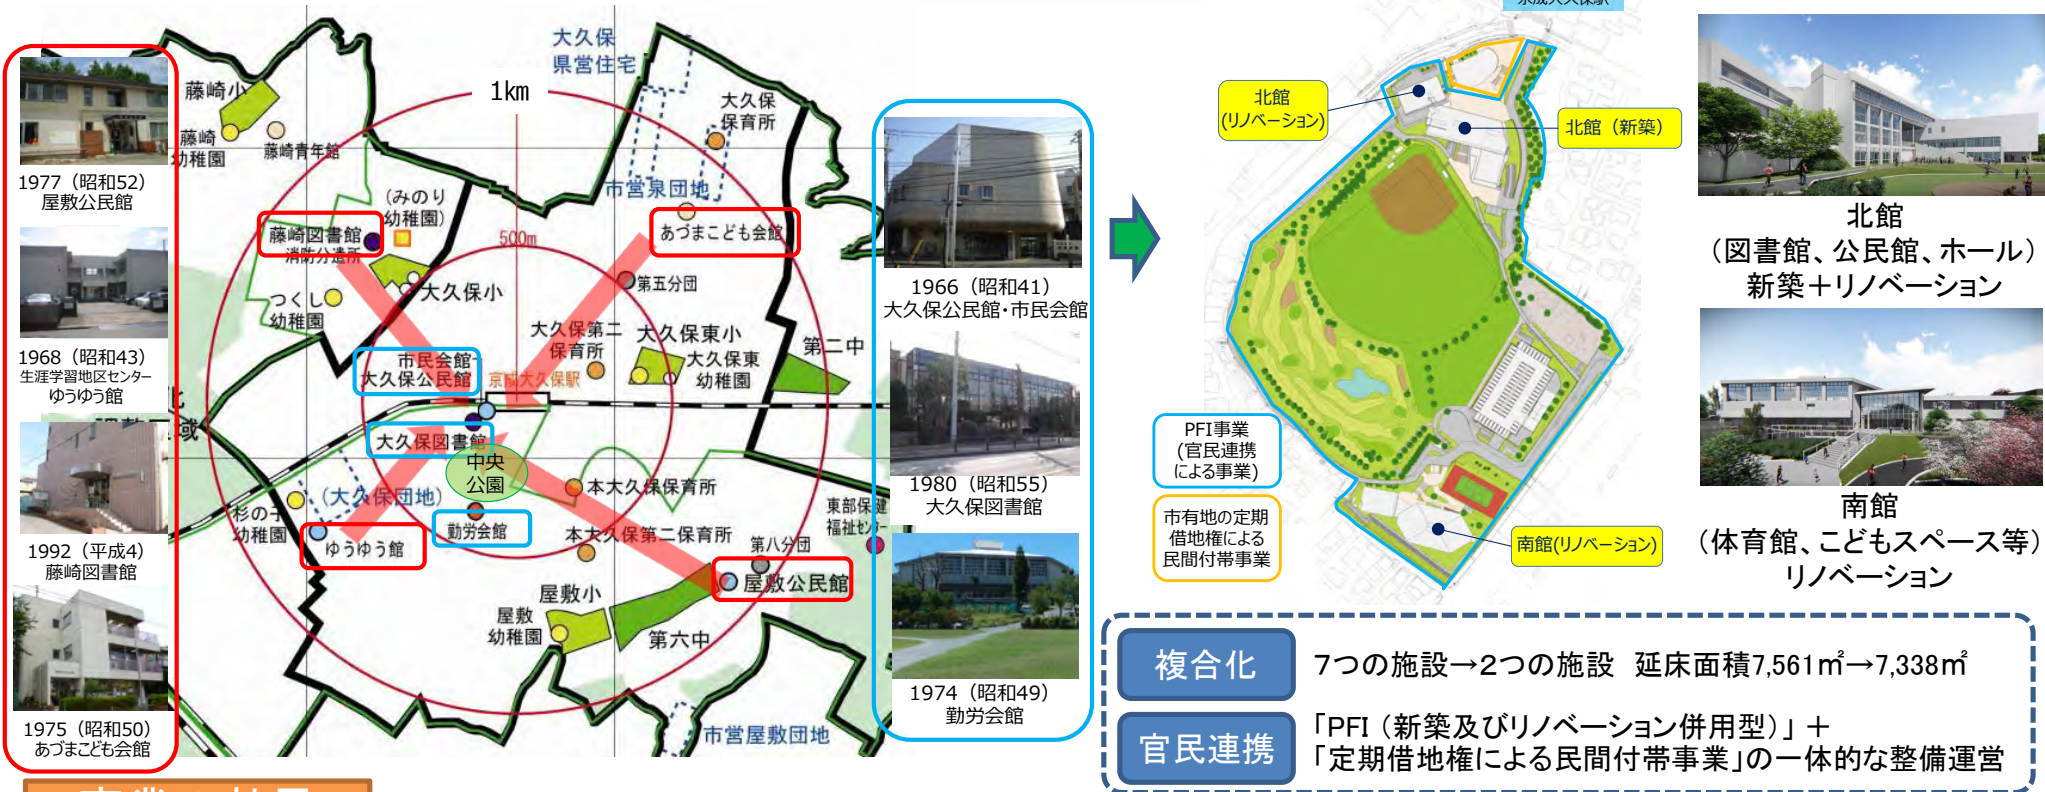 1977（昭和52）
屋敷公民館
1968（昭和43）
生涯学習地区センター
ゆうゆう館
1992（平成4）
藤崎図書館
1975（昭和50）
あづまこども会館
大久保
県営住宅
1km
500m
藤崎小
藤崎
幼稚園
藤崎青年館
大久保
保育所
市営泉団地
（みのり
幼稚園）
藤崎図書館
消防分遣所
あづまこども会館
大久保小
つくし
幼稚園
第五分団
大久保第二
保育所
大久保東小
大久保東
幼稚園
第二中
市民会館
大久保公民館
京成大久保駅
大久保図書館
中央
公園
（大久保団地）
杉の子
幼稚園
ゆうゆう館
勤労会館
本大久保保育所
本大久保第二保育所
東部保健
福祉センター
第八分団
屋敷公民館
屋敷小
屋敷
幼稚園
第六中
市営屋敷団地
1966（昭和41）
大久保公民館・市民会館
1980（昭和55）
大久保図書館
1974（昭和49）
勤労会館
京成大久保駅
北館
(リノベーション)
北館（新築）
南館(リノベーション)
PFI事業
(官民連携
による事業)
市有地の定期
借地権による
民間付帯事業
北館
（図書館、公民館、ホール）
新築＋リノベーション
南館
（体育館、こどもスペース等）
リノベーション
複合化
7つの施設→2つの施設 延床面積7,561㎡→7,338㎡
官民連携
「PFI（新築及びリノベーション併用型）」＋
「定期借地権による民間付帯事業」の一体的な整備運営